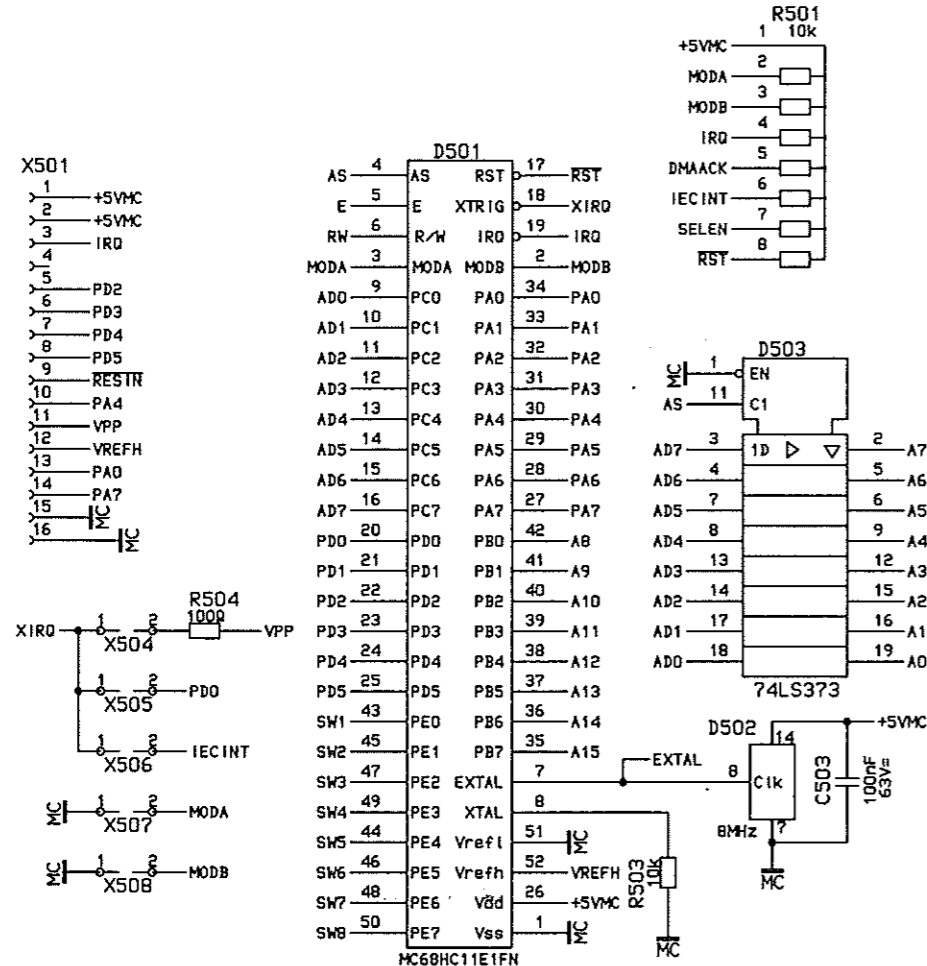 R501
1 10k
+5VMC
2
MODA
3
MODB
4
IRQ
5
DMAACK
6
IECINT
7
SELEN
8
RST
X501
1 +5VMC
2 +5VMC
3 IRQ
4
5 PD2
6 PD3
7 PD4
8 PD5
9 RESIN
10 PA4
11 VPP
12 VREFH
13 PA0
14 PA7
15 MC
16 MC
D501
AS 4 AS RST 17 RST
E 5 E XTRIG 18 XIRQ
RW 6 R/W IRQ 19 IRQ
MODA 3 MODA MODB 2 MODB
AD0 9 PC0 PA0 34 PA0
AD1 10 PC1 PA1 33 PA1
AD2 11 PC2 PA2 32 PA2
AD3 12 PC3 PA3 31 PA3
AD4 13 PC4 PA4 30 PA4
AD5 14 PC5 PA5 29 PA5
AD6 15 PC6 PA6 28 PA6
AD7 16 PC7 PA7 27 PA7
PD0 20 PD0 PB0 42 A8
PD1 21 PD1 PB1 41 A9
PD2 22 PD2 PB2 40 A10
PD3 23 PD3 PB3 39 A11
PD4 24 PD4 PB4 38 A12
PD5 25 PD5 PB5 37 A13
SW1 43 PE0 PB6 36 A14
SW2 45 PE1 PB7 35 A15
SW3 47 PE2 EXTAL 7 EXTAL
SW4 49 PE3 XTAL 8
SW5 44 PE4 Vrefl 51 MC
SW6 46 PE5 Vrefh 52 VREFH
SW7 48 PE6 Vdd 26 +5VMC
SW8 50 PE7 Vss 1 MC
MC68HC11E1FN
D503
MC 1 EN
AS 11 C1
AD7 3 1D 2 A7
AD6 4 5 A6
AD5 7 6 A5
AD4 8 9 A4
AD3 13 12 A3
AD2 14 15 A2
AD1 17 16 A1
AD0 18 19 A0
74LS373
R504
100Ω
XIRQ 1 2 VPP
X504
1 2 PD0
X505
1 2 IECINT
X506
MC 1 2 MODA
X507
MC 1 2 MODB
X508
D502
14 +5VMC
8 Clk
8MHz 7
MC
C503
100nF
63V=
R503
10k
MC